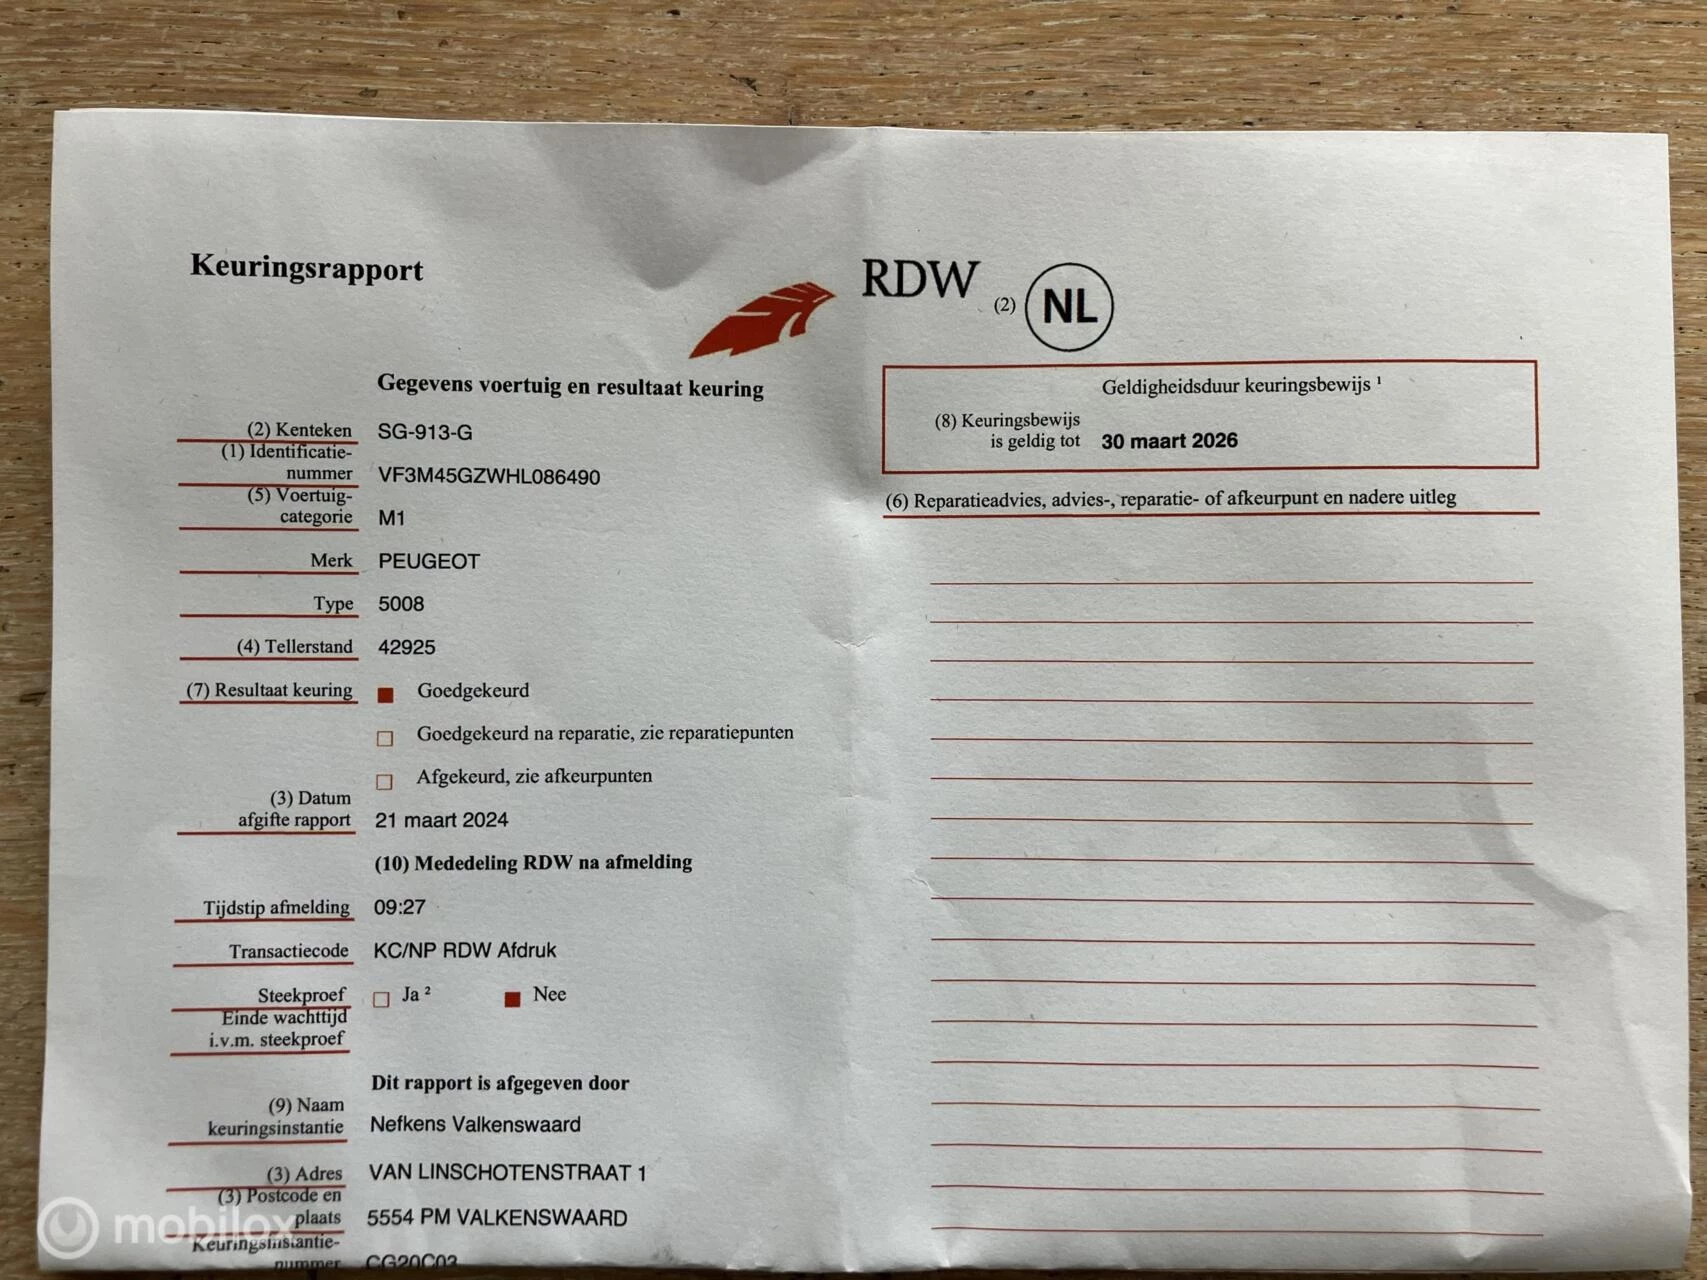 Keuringsrapport
RDW
(2) NL
Gegevens voertuig en resultaat keuring
(2) Kenteken SG-913-G
(1) Identificatie-
nummer VF3M45GZWHL086490
(5) Voertuig-
categorie M1
Merk PEUGEOT
Type 5008
(4) Tellerstand 42925
(7) Resultaat keuring Goedgekeurd
Goedgekeurd na reparatie, zie reparatiepunten
Afgekeurd, zie afkeurpunten
(3) Datum
afgifte rapport 21 maart 2024
(10) Mededeling RDW na afmelding
Tijdstip afmelding 09:27
Transactiecode KC/NP RDW Afdruk
Steekproef Ja ² Nee
Einde wachttijd
i.v.m. steekproef
Dit rapport is afgegeven door
(9) Naam
keuringsinstantie Nefkens Valkenswaard
(3) Adres VAN LINSCHOTENSTRAAT 1
(3) Postcode en
plaats 5554 PM VALKENSWAARD
Keuringsinstantie-
nummer CG20C03
Geldigheidsduur keuringsbewijs ¹
(8) Keuringsbewijs
is geldig tot 30 maart 2026
(6) Reparatieadvies, advies-, reparatie- of afkeurpunt en nadere uitleg
mobilox